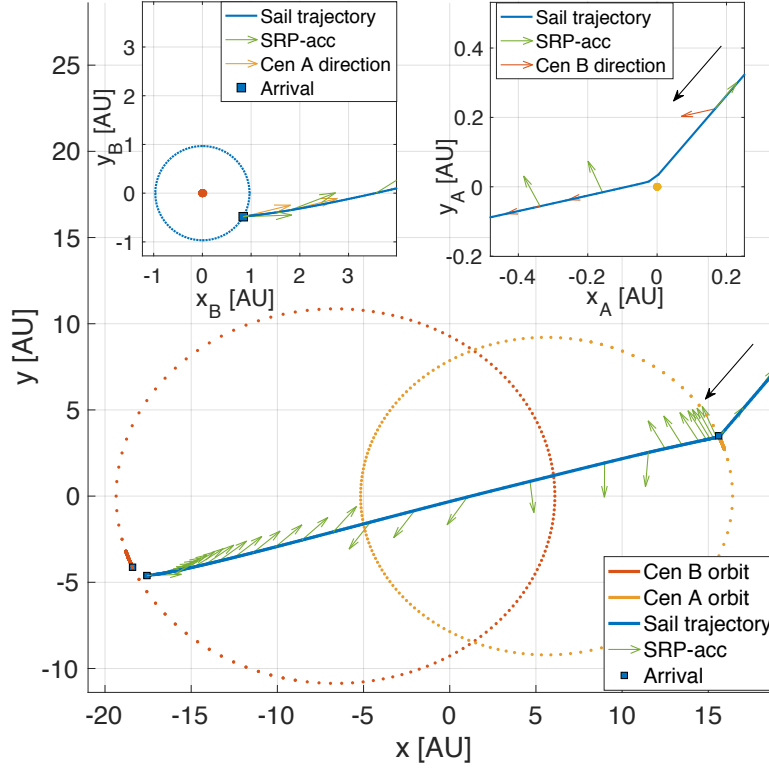 Sail trajectory
SRP-acc
Cen A direction
Arrival
3
2
1
0
-1
y_B [AU]
-1
0
1
2
3
x_B [AU]
Sail trajectory
SRP-acc
Cen B direction
0.4
0.2
0
-0.2
y_A [AU]
-0.4
-0.2
0
0.2
x_A [AU]
25
20
15
10
5
0
-5
-10
y [AU]
Cen B orbit
Cen A orbit
Sail trajectory
SRP-acc
Arrival
-20
-15
-10
-5
0
5
10
15
x [AU]